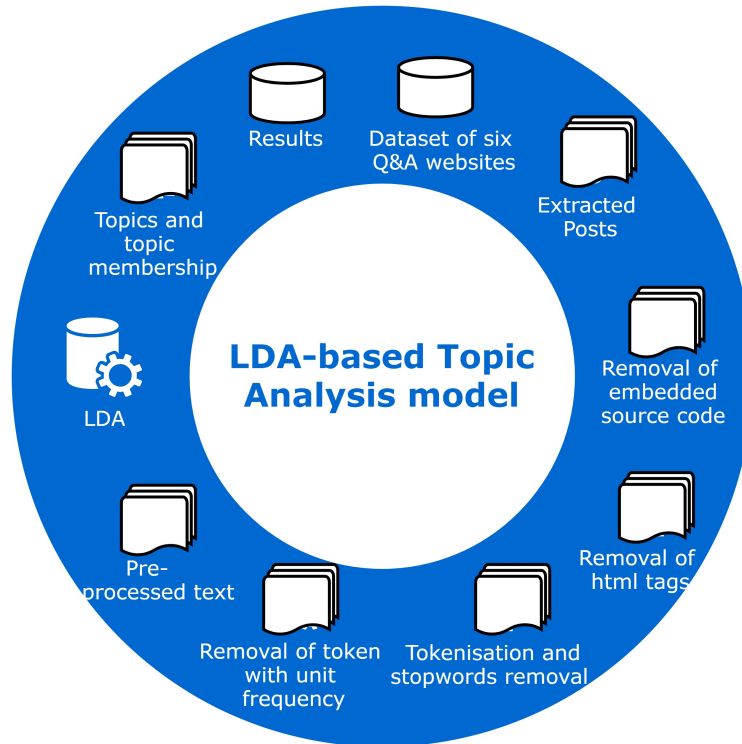 Results
Dataset of six
Q&A websites
Extracted
Posts
Removal of
embedded
source code
Removal of
html tags
Tokenisation and
stopwords removal
Removal of token
with unit
frequency
Pre-
processed text
LDA
Topics and
topic
membership
LDA-based Topic
Analysis model